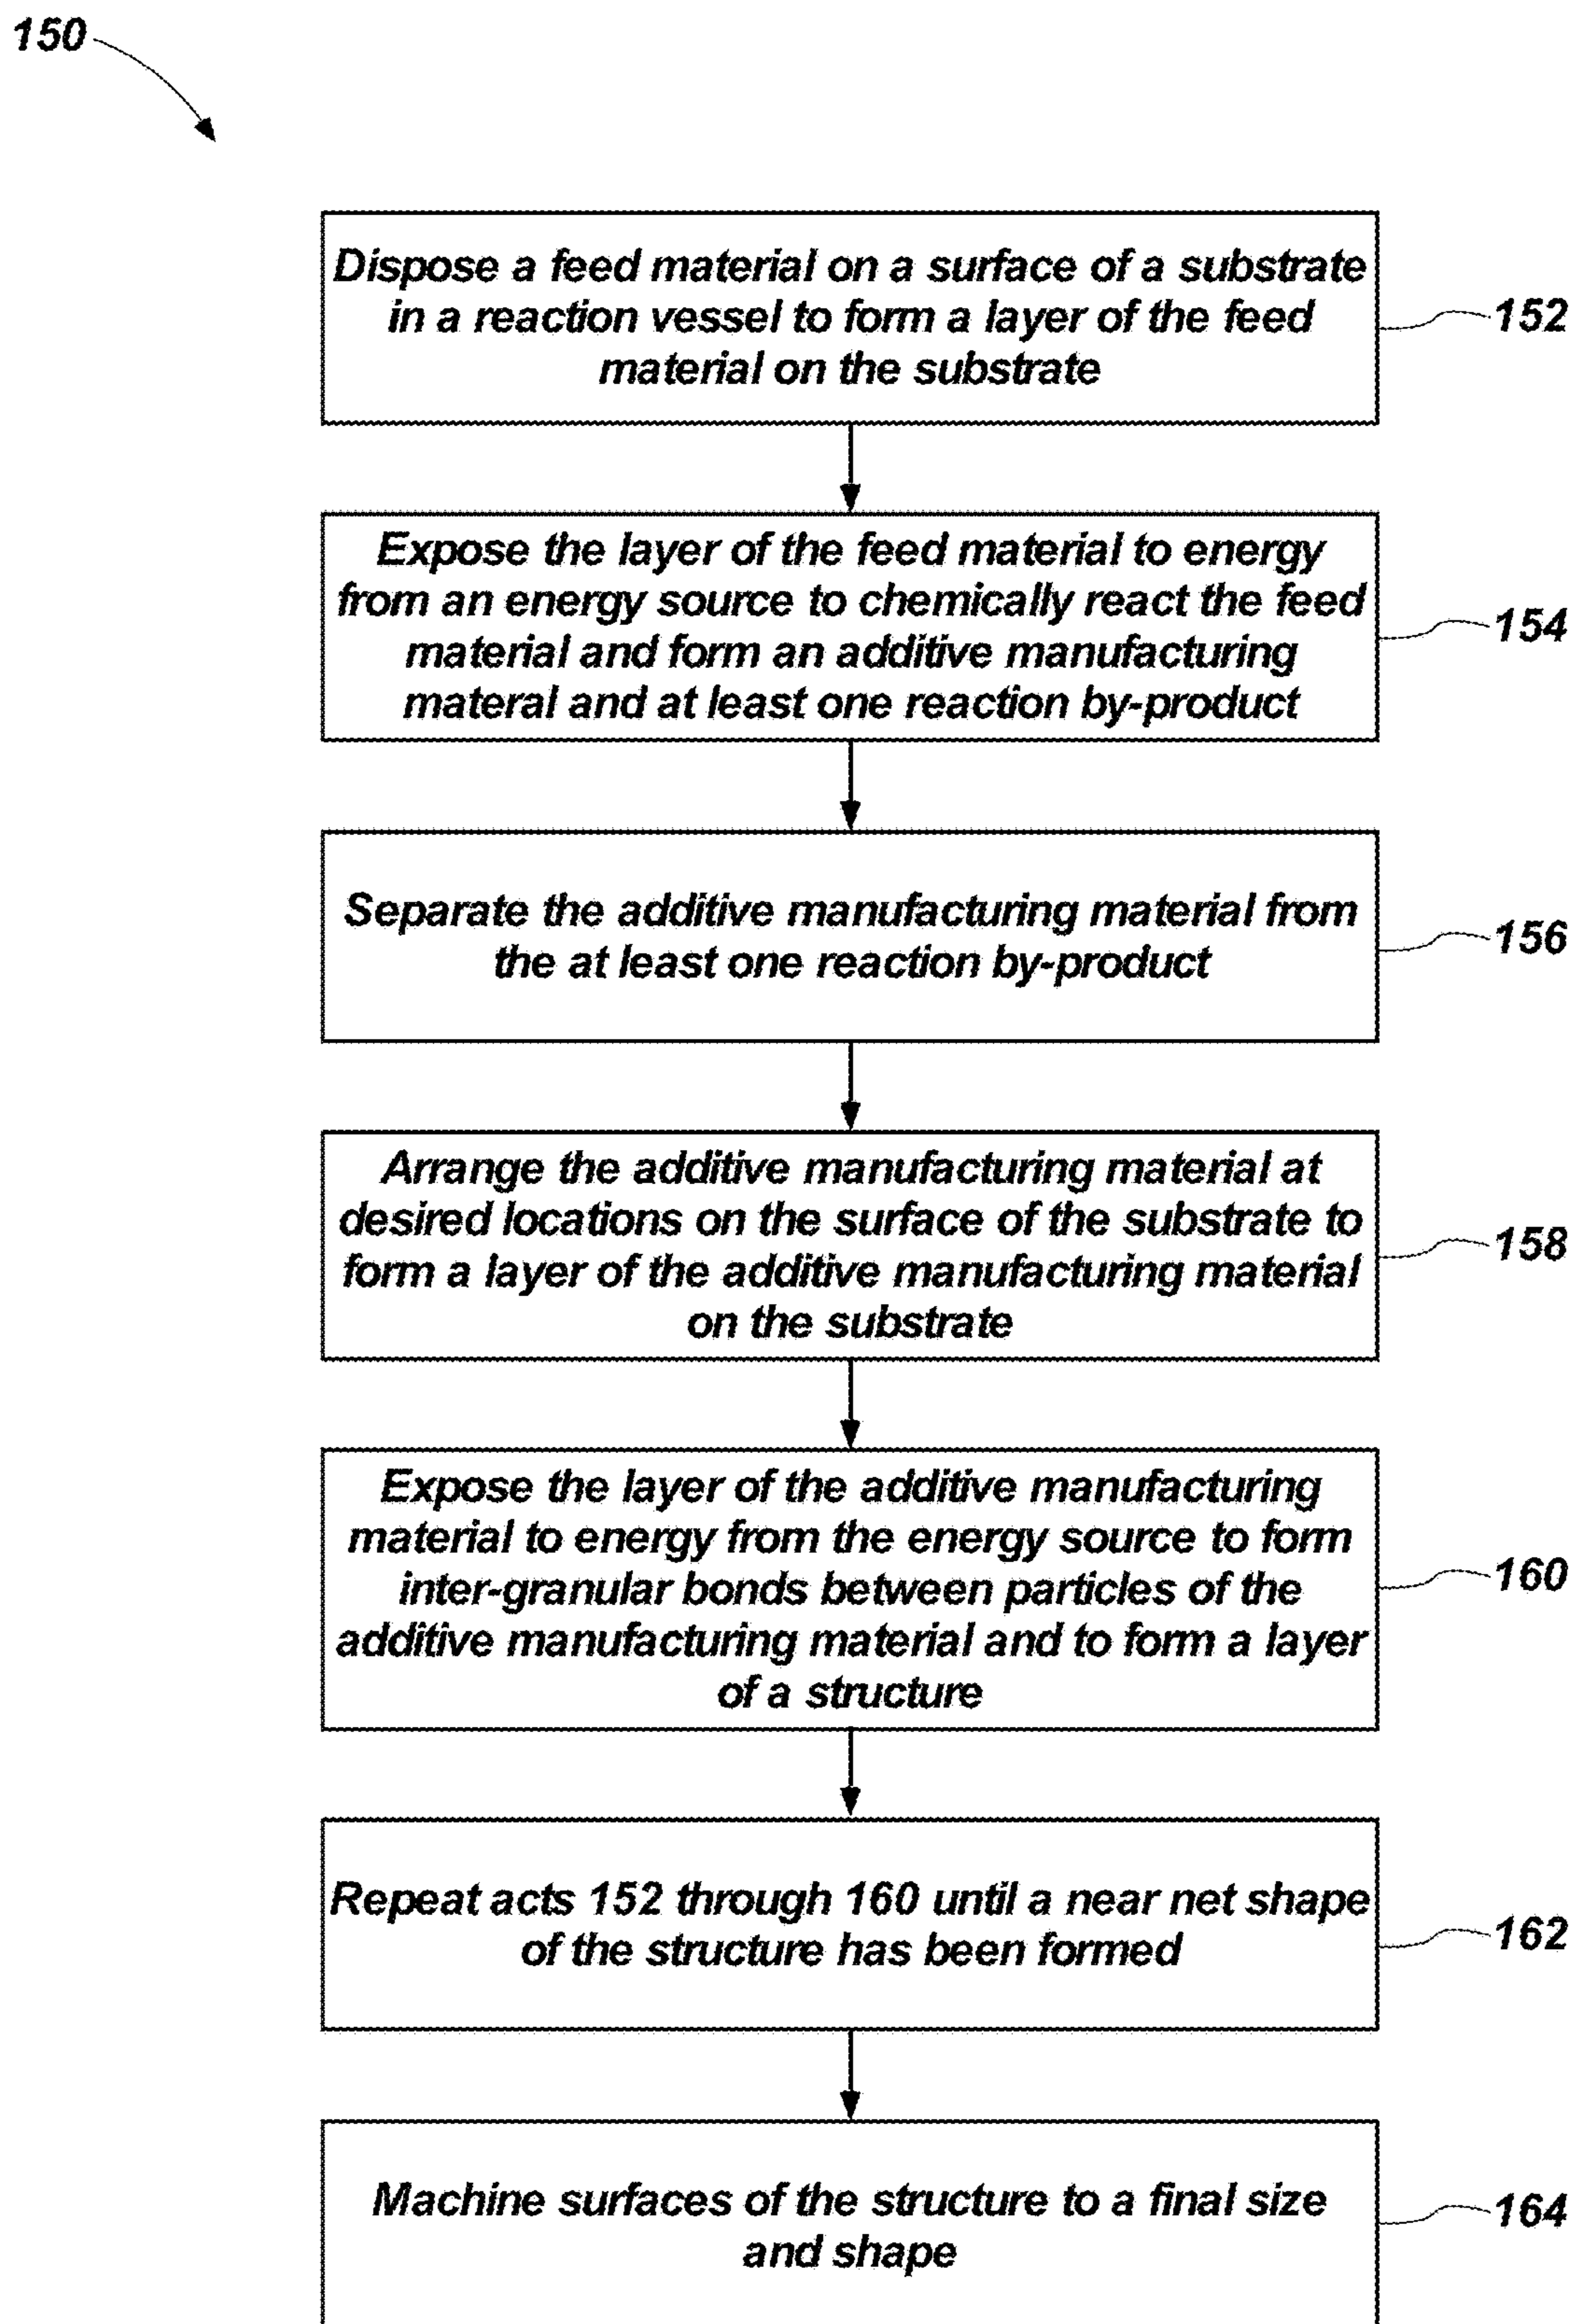 150
Dispose a feed material on a surface of a substrate
in a reaction vessel to form a layer of the feed
material on the substrate
152
Expose the layer of the feed material to energy
from an energy source to chemically react the feed
material and form an additive manufacturing
materal and at least one reaction by-product
154
Separate the additive manufacturing material from
the at least one reaction by-product
156
Arrange the additive manufacturing material at
desired locations on the surface of the substrate to
form a layer of the additive manufacturing material
on the substrate
158
Expose the layer of the additive manufacturing
material to energy from the energy source to form
inter-granular bonds between particles of the
additive manufacturing material and to form a layer
of a structure
160
Repeat acts 152 through 160 until a near net shape
of the structure has been formed
162
Machine surfaces of the structure to a final size
and shape
164